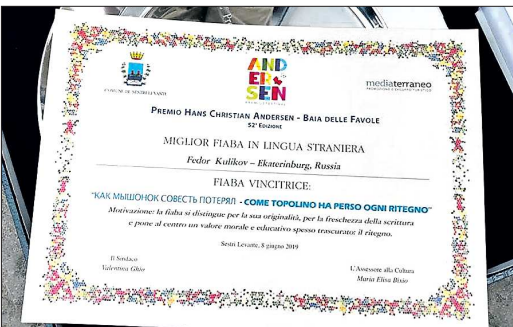 COMUNE DI SESTRI LEVANTE
AND
ER
SEN
mediaterraneo
PREMIO HANS CHRISTIAN ANDERSEN - BAIA DELLE FAVOLE
52ª EDIZIONE
MIGLIOR FIABA IN LINGUA STRANIERA
Fedor Kulikov – Ekaterinburg, Russia
FIABA VINCITRICE:
"КАК МЫШОНОК СОВЕСТЬ ПОТЕРЯЛ - COME TOPOLINO HA PERSO OGNI RITEGNO"
Motivazione: la fiaba si distingue per la sua originalità, per la freschezza della scrittura
e pone al centro un valore morale e educativo spesso trascurato: il ritegno.
Sestri Levante, 8 giugno 2019
Il Sindaco
Valentina Ghio
L'Assessore alla Cultura
Maria Elisa Bixio